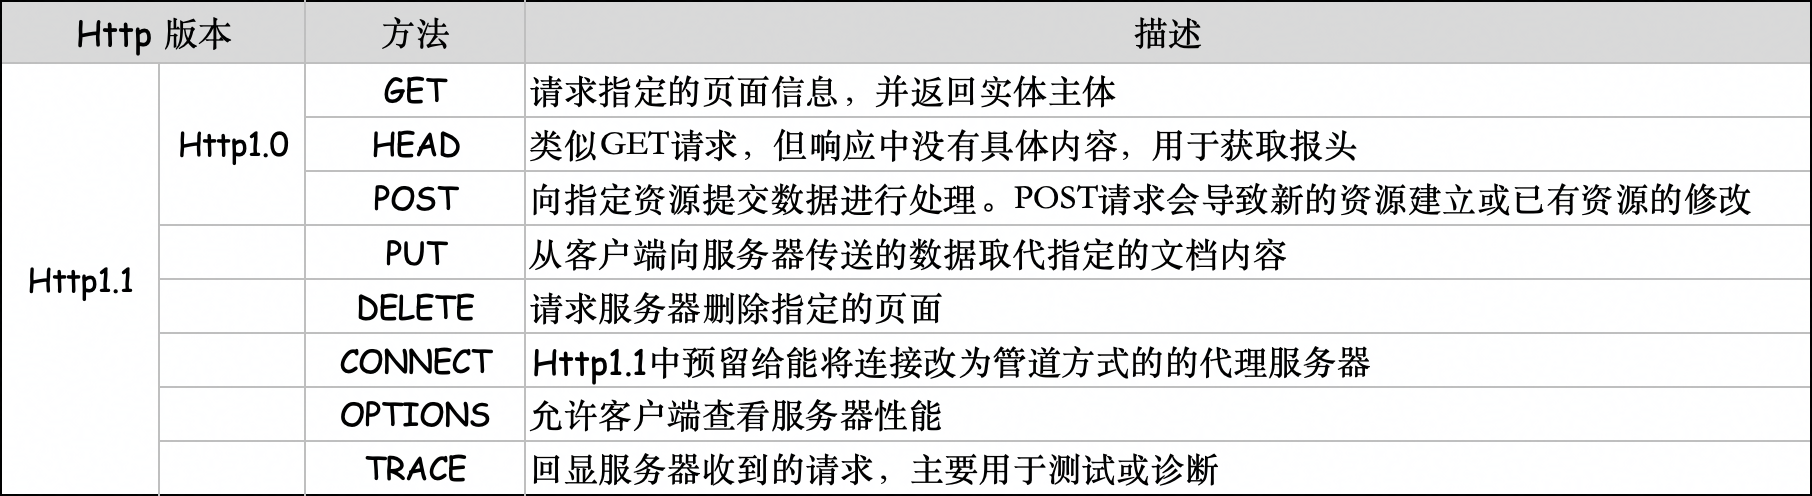 Http 版本 方法 描述
GET 请求指定的页面信息，并返回实体主体
Http1.0 HEAD 类似GET请求，但响应中没有具体内容，用于获取报头
POST 向指定资源提交数据进行处理。POST请求会导致新的资源建立或已有资源的修改
PUT 从客户端向服务器传送的数据取代指定的文档内容
Http1.1
DELETE 请求服务器删除指定的页面
CONNECT Http1.1中预留给能将连接改为管道方式的的代理服务器
OPTIONS 允许客户端查看服务器性能
TRACE 回显服务器收到的请求，主要用于测试或诊断